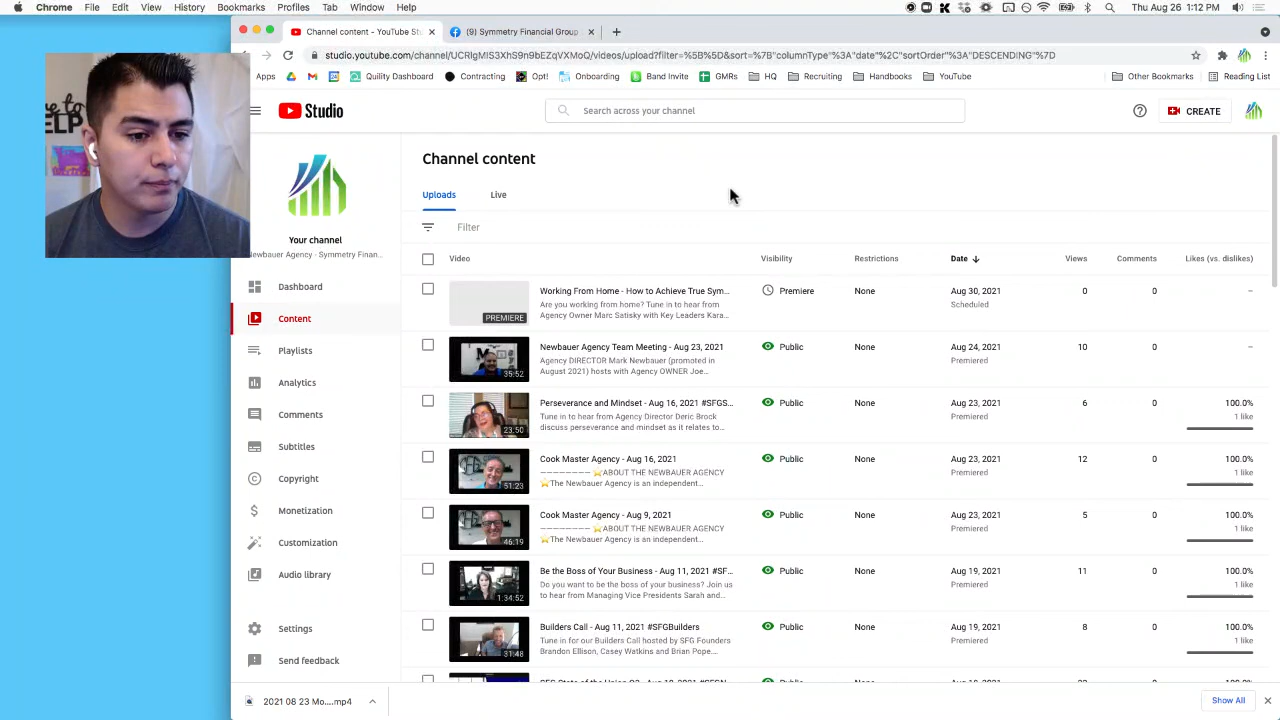 Chrome File Edit View History Bookmarks Profiles Tab Window Help Thu Aug 26 1:12 PM
Channel content - YouTube St (9) Symmetry Financial Group
studio.youtube.com/channel/UCRIgMIS3XhS9n9bEZqVXMoQ/videos/upload?filter=%5B%5D&sort=%7B"columnType"%3A"date"%2C"sortOrder"%3A"DESCENDING"%7D
Apps Quility Dashboard Contracting Opt! Onboarding Band Invite GMRs HQ Recruiting Handbooks YouTube Other Bookmarks Reading List
Studio Search across your channel CREATE
HELP
Channel content
Uploads Live
Filter
Your channel
ewbauer Agency - Symmetry Finan...
Dashboard
Content
Playlists
Analytics
Comments
Subtitles
Copyright
Monetization
Customization
Audio library
Settings
Send feedback
Video Visibility Restrictions Date Views Comments Likes (vs. dislikes)
Working From Home - How to Achieve True Sym... Premiere None Aug 30, 2021 0 0 –
Are you working from home? Tune in to hear from Scheduled
Agency Owner Marc Satisky with Key Leaders Kara...
PREMIERE
Newbauer Agency Team Meeting - Aug 23, 2021 Public None Aug 24, 2021 10 0 –
Agency DIRECTOR Mark Newbauer (promoted in Premiered
August 2021) hosts with Agency OWNER Joe...
35:52
Perseverance and Mindset - Aug 16, 2021 #SFGS... Public None Aug 23, 2021 6 0 100.0%
Tune in to hear from Agency Director Deric Brock Premiered 1 like
discuss perseverance and mindset as it relates to...
23:50
Cook Master Agency - Aug 16, 2021 Public None Aug 23, 2021 12 0 100.0%
———————— ⭐ABOUT THE NEWBAUER AGENCY Premiered 1 like
⭐The Newbauer Agency is an independent...
51:23
Cook Master Agency - Aug 9, 2021 Public None Aug 23, 2021 5 0 100.0%
———————— ⭐ABOUT THE NEWBAUER AGENCY Premiered 1 like
⭐The Newbauer Agency is an independent...
46:19
Be the Boss of Your Business - Aug 11, 2021 #SF... Public None Aug 19, 2021 11 0 100.0%
Do you want to be the boss of your business? Join us Premiered 1 like
to hear from Managing Vice Presidents Sarah and...
1:34:52
Builders Call - Aug 11, 2021 #SFGBuilders Public None Aug 19, 2021 8 0 100.0%
Tune in for our Builders Call hosted by SFG Founders Premiered 1 like
Brandon Ellison, Casey Watkins and Brian Pope...
31:48
2021 08 23 Mo....mp4 Show All